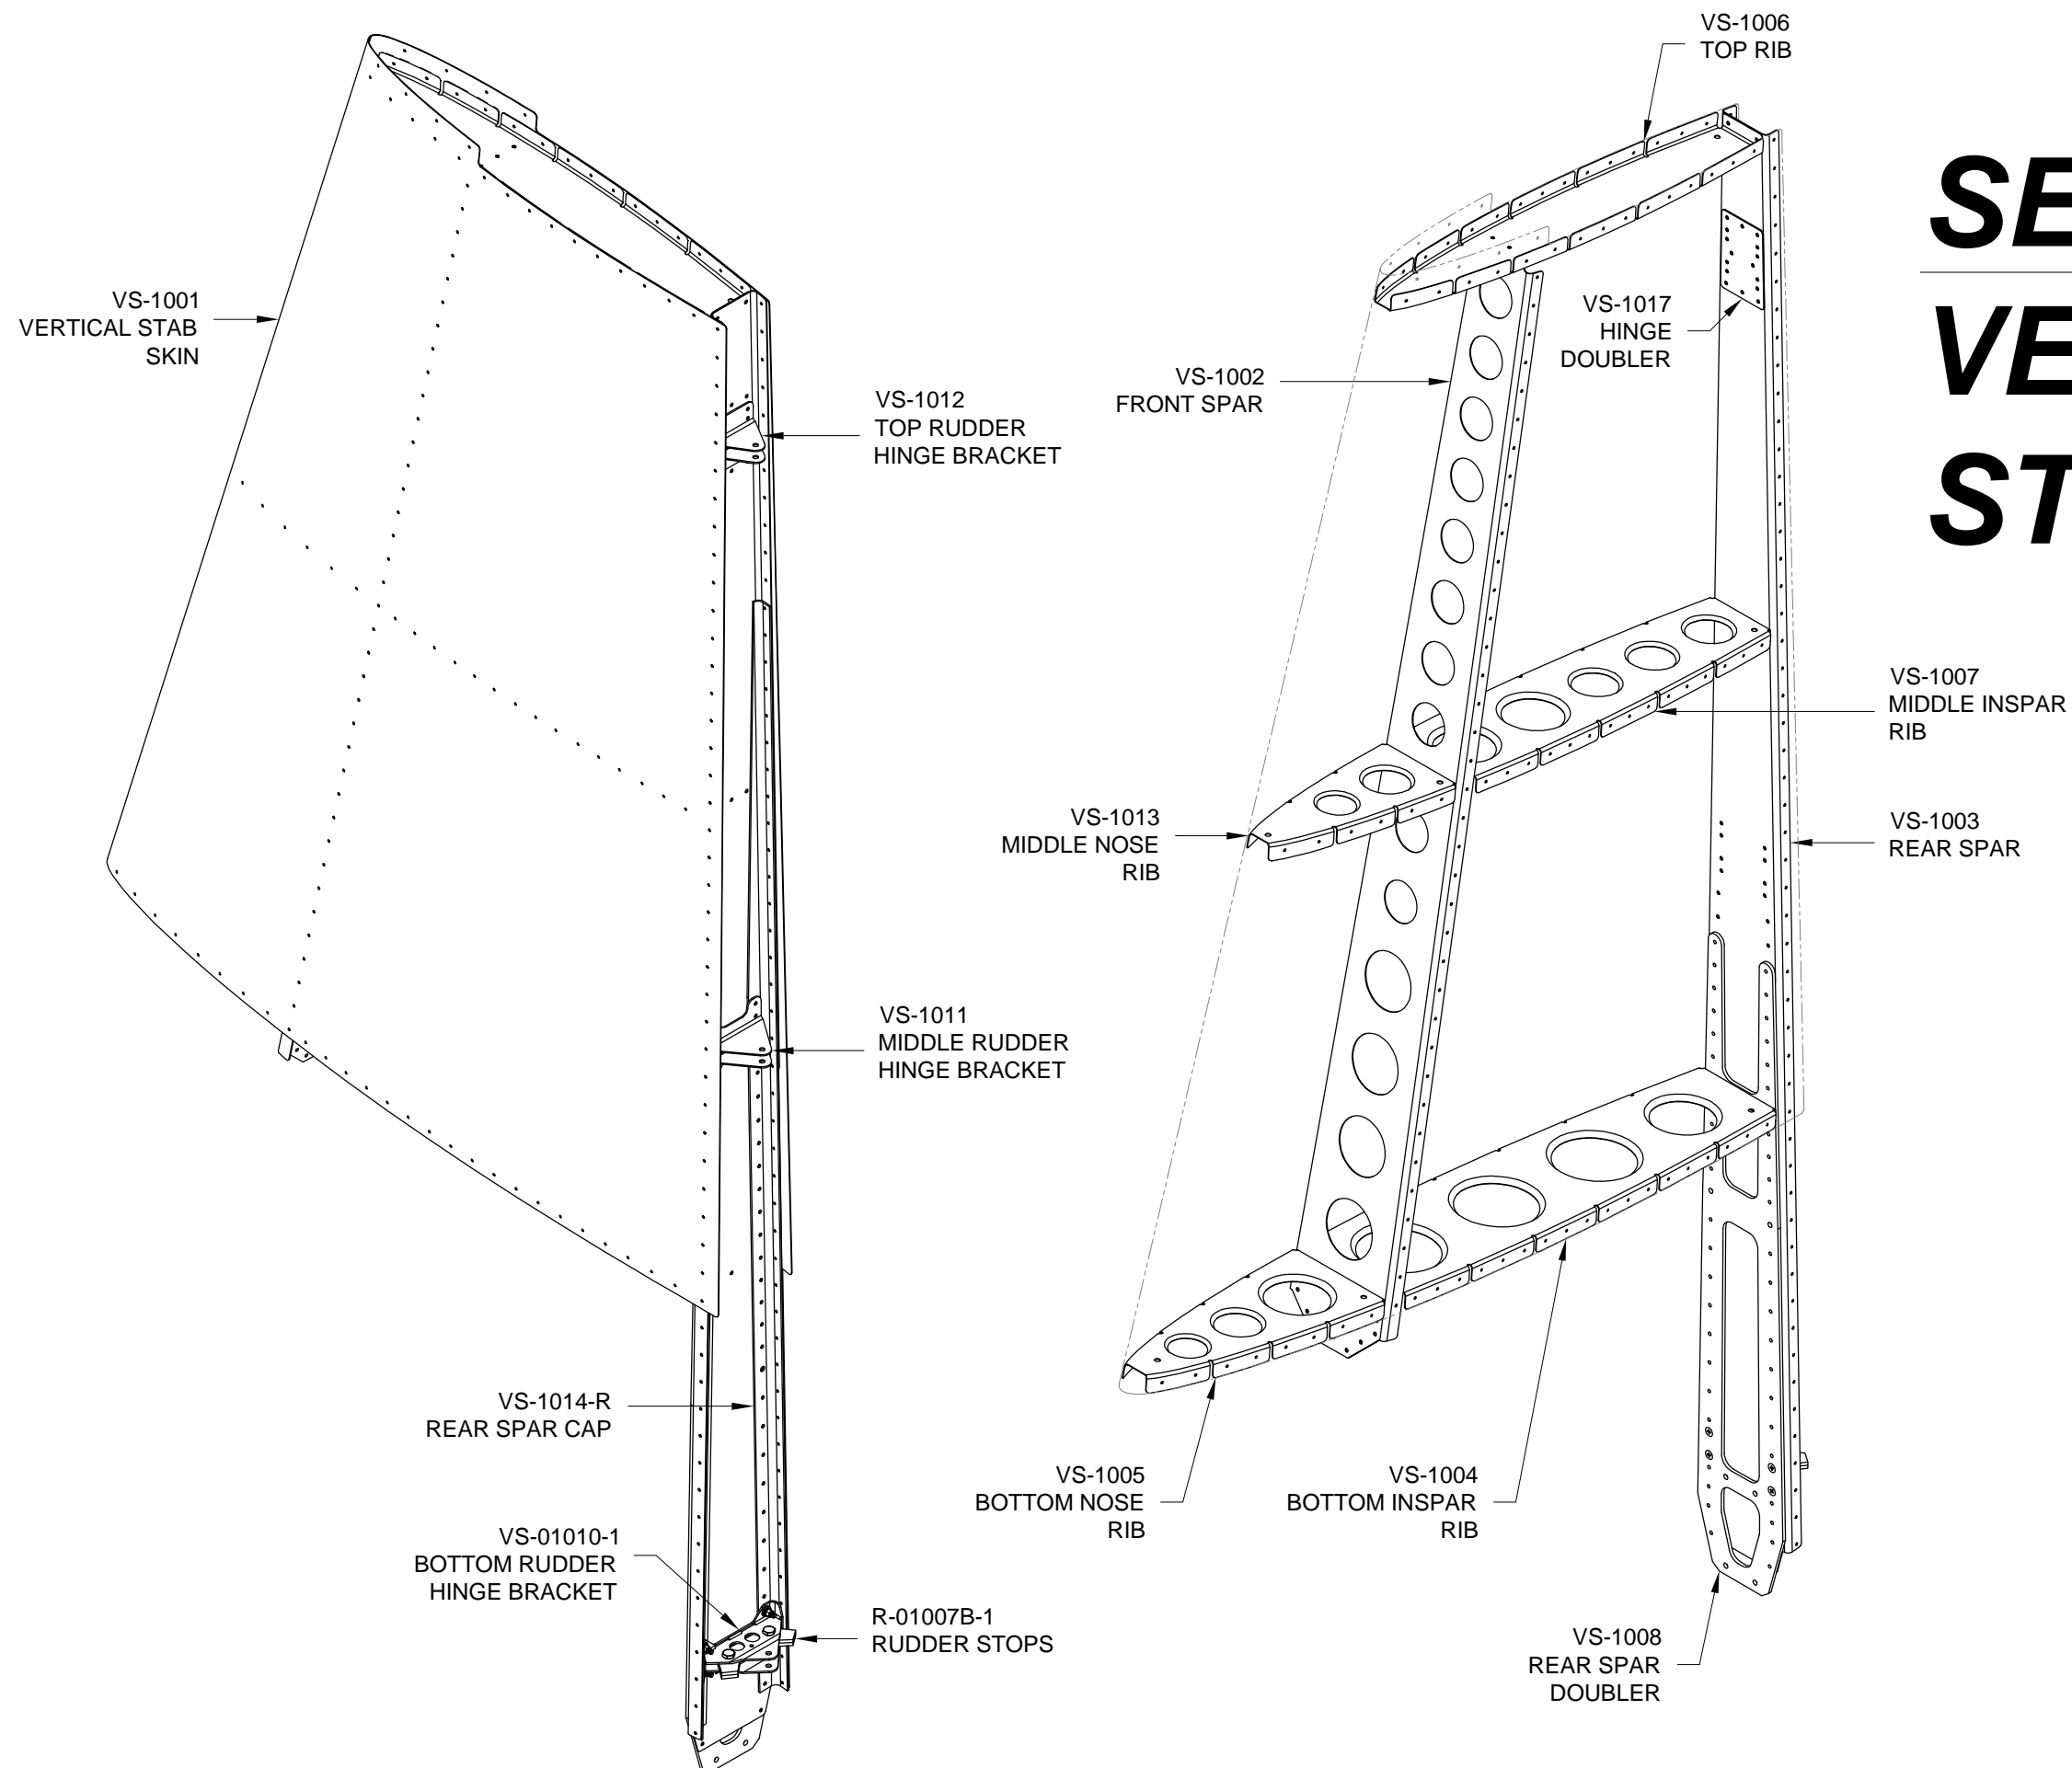 VS-1006
TOP RIB
SE
VE
ST
VS-1001
VERTICAL STAB
SKIN
VS-1017
HINGE
DOUBLER
VS-1002
FRONT SPAR
VS-1012
TOP RUDDER
HINGE BRACKET
VS-1007
MIDDLE INSPAR
RIB
VS-1013
MIDDLE NOSE
RIB
VS-1003
REAR SPAR
VS-1011
MIDDLE RUDDER
HINGE BRACKET
VS-1014-R
REAR SPAR CAP
VS-1005
BOTTOM NOSE
RIB
VS-1004
BOTTOM INSPAR
RIB
VS-01010-1
BOTTOM RUDDER
HINGE BRACKET
R-01007B-1
RUDDER STOPS
VS-1008
REAR SPAR
DOUBLER